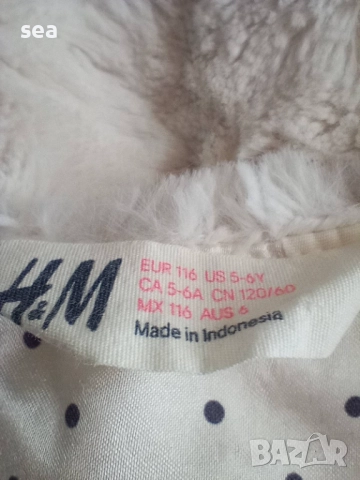 sea
H&M
EUR 116 US 5-6Y
CA 5-6A CN 120/60
MX 116 AUS 6
Made in Indonesia
BAZAR